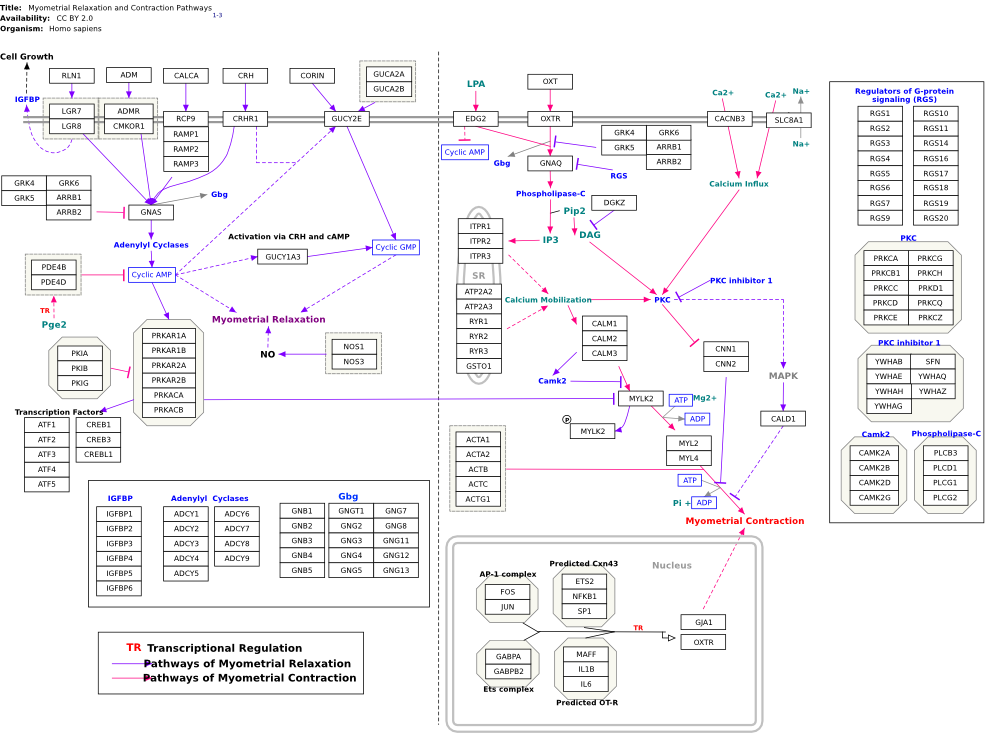 Title: Myometrial Relaxation and Contraction Pathways
1-3
Availability: CC BY 2.0
Organism: Homo sapiens
Cell Growth
RLN1
ADM
CALCA
CRH
CORIN
GUCA2A
GUCA2B
IGFBP
LGR7
LGR8
ADMR
CMKOR1
RCP9
RAMP1
RAMP2
RAMP3
CRHR1
GUCY2E
GRK4
GRK6
GRK5
ARRB1
ARRB2
GNAS
Gbg
Adenylyl Cyclases
Activation via CRH and cAMP
GUCY1A3
Cyclic GMP
PDE4B
PDE4D
Cyclic AMP
TR
Pge2
Myometrial Relaxation
NO
NOS1
NOS3
PKIA
PKIB
PKIG
PRKAR1A
PRKAR1B
PRKAR2A
PRKAR2B
PRKACA
PRKACB
Transcription Factors
ATF1
ATF2
ATF3
ATF4
ATF5
CREB1
CREB3
CREBL1
IGFBP
IGFBP1
IGFBP2
IGFBP3
IGFBP4
IGFBP5
IGFBP6
Adenylyl Cyclases
ADCY1
ADCY2
ADCY3
ADCY4
ADCY5
ADCY6
ADCY7
ADCY8
ADCY9
Gbg
GNB1
GNB2
GNB3
GNB4
GNB5
GNGT1
GNG2
GNG3
GNG4
GNG5
GNG7
GNG8
GNG11
GNG12
GNG13
TR Transcriptional Regulation
Pathways of Myometrial Relaxation
Pathways of Myometrial Contraction
LPA
OXT
Ca2+
Ca2+
Na+
EDG2
OXTR
CACNB3
SLC8A1
Na+
Cyclic AMP
Gbg
GNAQ
GRK4
GRK6
GRK5
ARRB1
ARRB2
RGS
Phospholipase-C
Calcium Influx
Pip2
DGKZ
IP3
DAG
ITPR1
ITPR2
ITPR3
SR
ATP2A2
ATP2A3
RYR1
RYR2
RYR3
GSTO1
Calcium Mobilization
PKC
PKC inhibitor 1
CALM1
CALM2
CALM3
CNN1
CNN2
Camk2
MAPK
MYLK2
ATP
Mg2+
ADP
P
MYLK2
CALD1
MYL2
MYL4
ACTA1
ACTA2
ACTB
ACTC
ACTG1
ATP
Pi +
ADP
Myometrial Contraction
Nucleus
AP-1 complex
FOS
JUN
Predicted Cxn43
ETS2
NFKB1
SP1
TR
GJA1
OXTR
GABPA
GABPB2
Ets complex
MAFF
IL1B
IL6
Predicted OT-R
Regulators of G-protein
signaling (RGS)
RGS1
RGS2
RGS3
RGS4
RGS5
RGS6
RGS7
RGS9
RGS10
RGS11
RGS14
RGS16
RGS17
RGS18
RGS19
RGS20
PKC
PRKCA
PRKCB1
PRKCC
PRKCD
PRKCE
PRKCG
PRKCH
PRKD1
PRKCQ
PRKCZ
PKC inhibitor 1
YWHAB
YWHAE
YWHAH
YWHAG
SFN
YWHAQ
YWHAZ
Camk2
CAMK2A
CAMK2B
CAMK2D
CAMK2G
Phospholipase-C
PLCB3
PLCD1
PLCG1
PLCG2